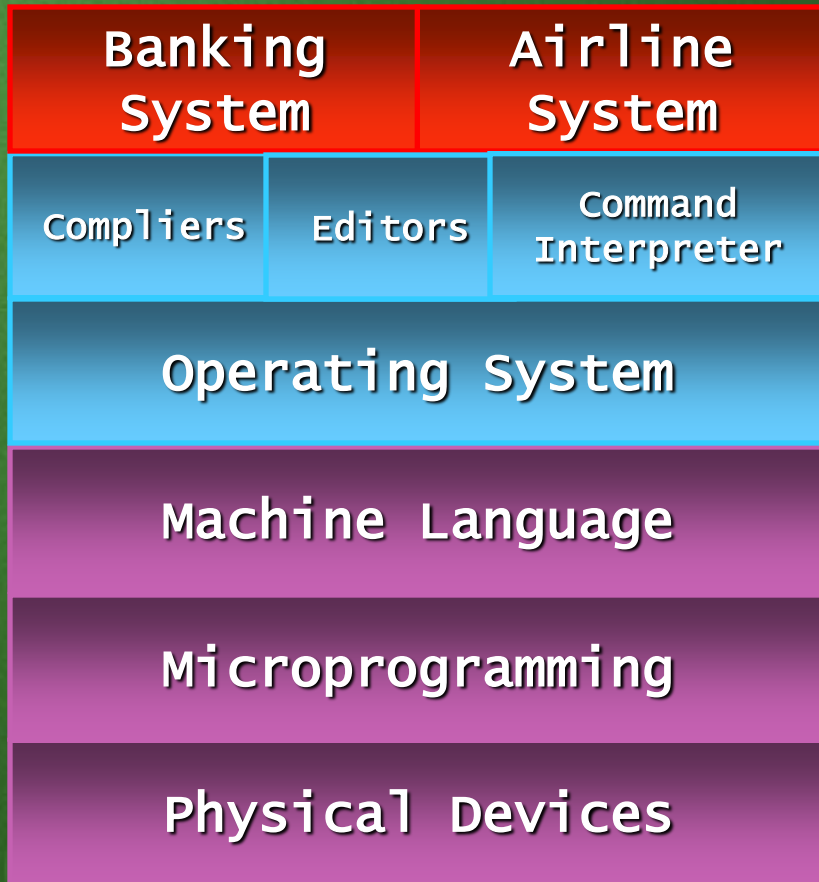 Banking
System
Airline
System
Compliers
Editors
Command
Interpreter
Operating System
Machine Language
Microprogramming
Physical Devices